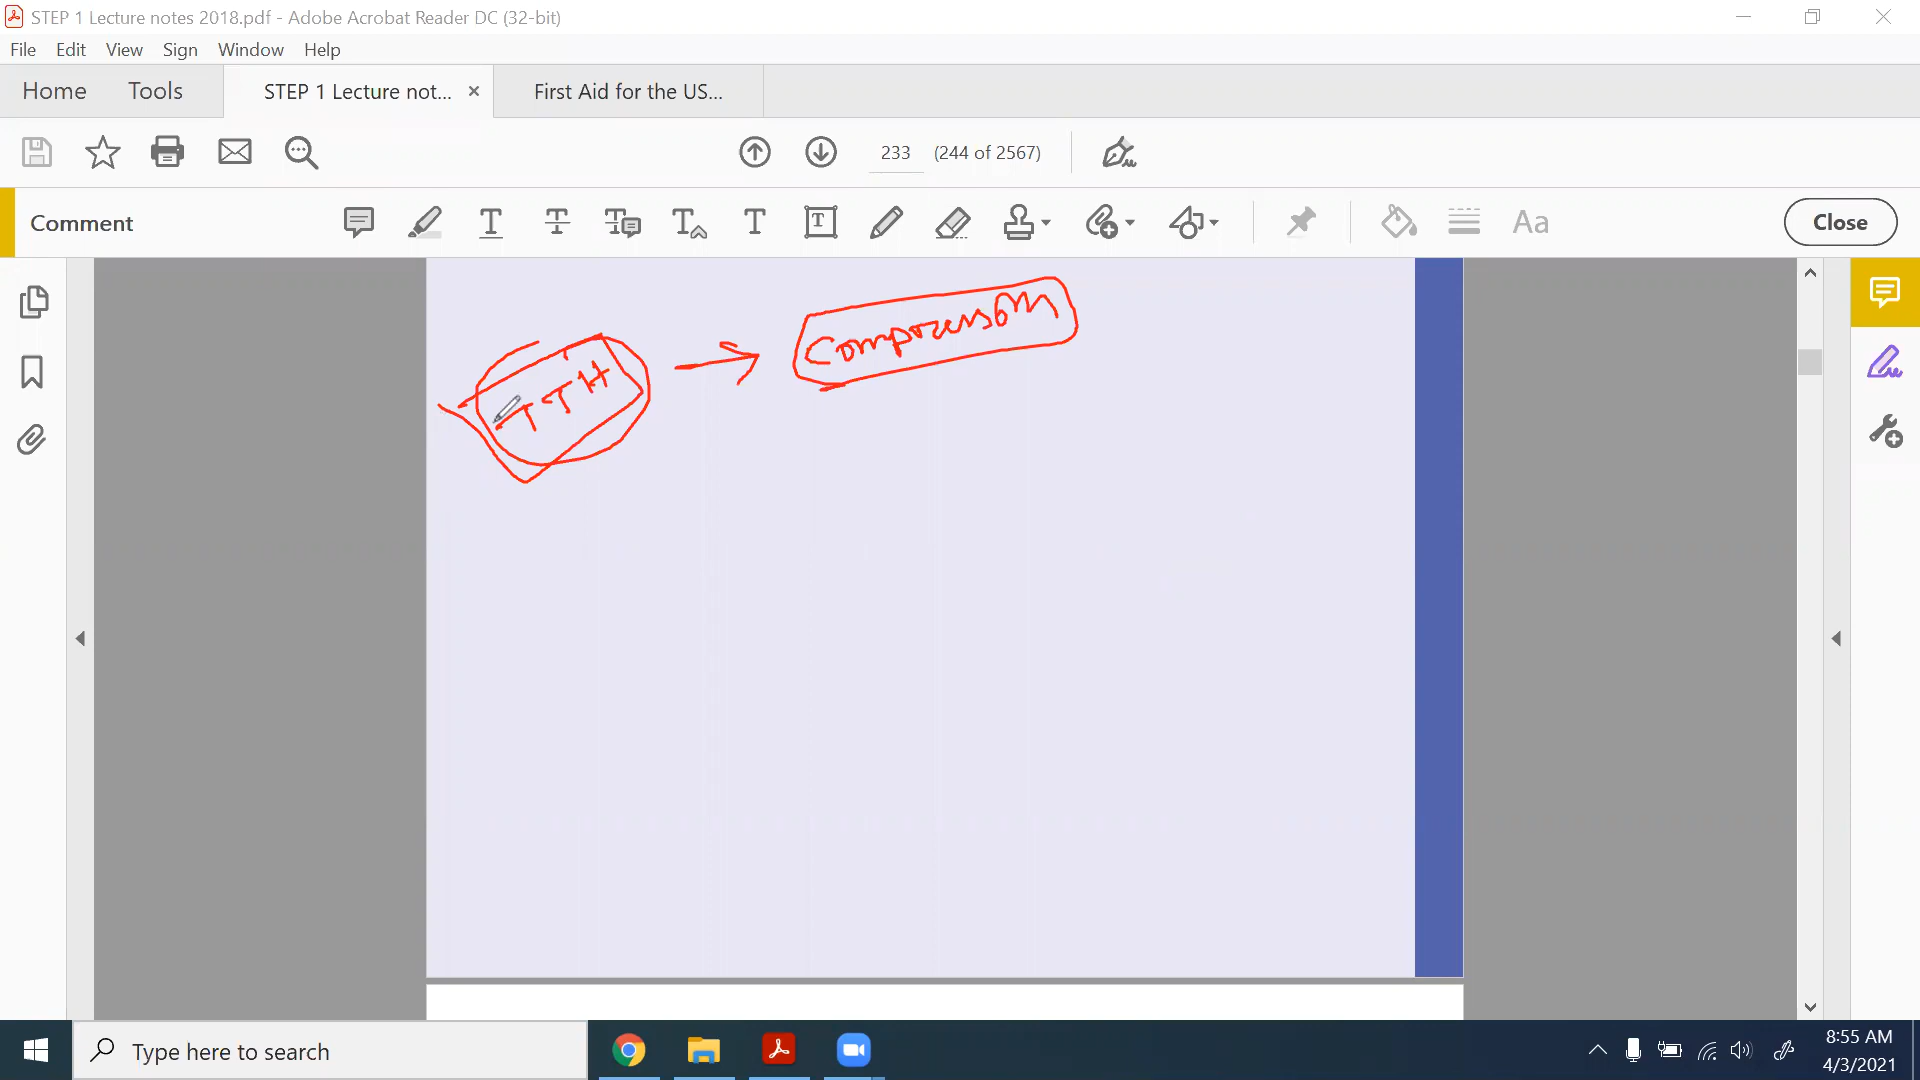 STEP 1 Lecture notes 2018.pdf - Adobe Acrobat Reader DC (32-bit)
File Edit View Sign Window Help
Home Tools STEP 1 Lecture not... × First Aid for the US...
233 (244 of 2567)
Comment Aa Close
Compression
TTH
Type here to search
8:55 AM
4/3/2021